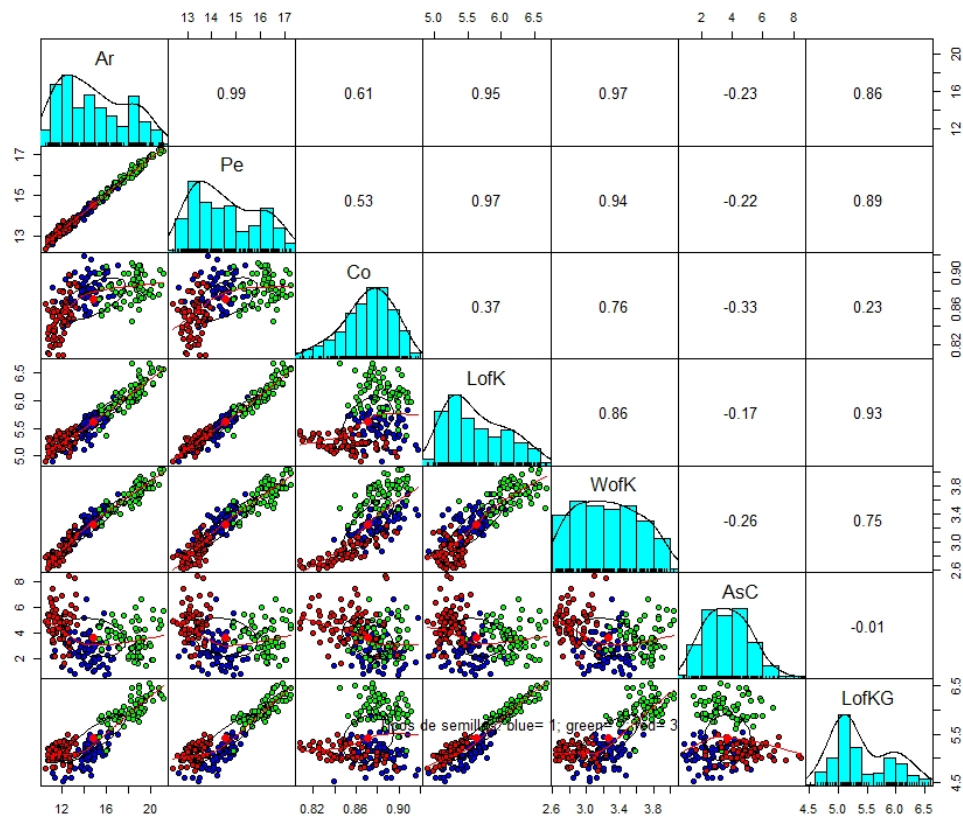 13 14 15 16 17 5.0 5.5 6.0 6.5 2 4 6 8
Ar
0.99 0.61 0.95 0.97 -0.23 0.86
20 16 12
Pe
17 15 13
0.53 0.97 0.94 -0.22 0.89
Co
0.37 0.76 -0.33 0.23
0.90 0.86 0.82
LofK
6.5 6.0 5.5 5.0
0.86 -0.17 0.93
WofK
-0.26 0.75
3.8 3.4 3.0 2.6
AsC
8 6 4 2
-0.01
LofKG
de semillas: blue= 1; green= 3
6.5 5.5 4.5
12 16 20 0.82 0.86 0.90 2.6 3.0 3.4 3.8 4.5 5.0 5.5 6.0 6.5